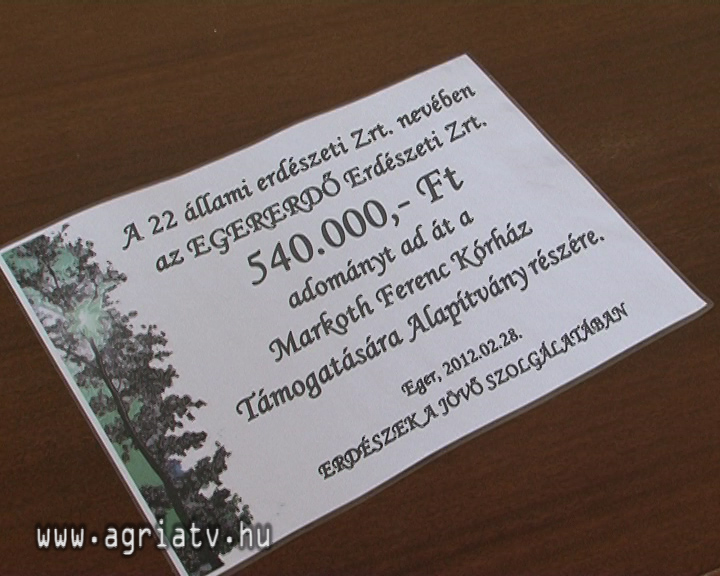 A 22 állami erdészeti Zrt. nevében
az EGERERDŐ Erdészeti Zrt.
540.000,- Ft
adományt ad át a
Markoth Ferenc Kórház
Támogatására Alapítvány részére.
Eger, 2012.02.28.
ERDÉSZEK A JÖVŐ SZOLGÁLATÁBAN
www.agriatv.hu